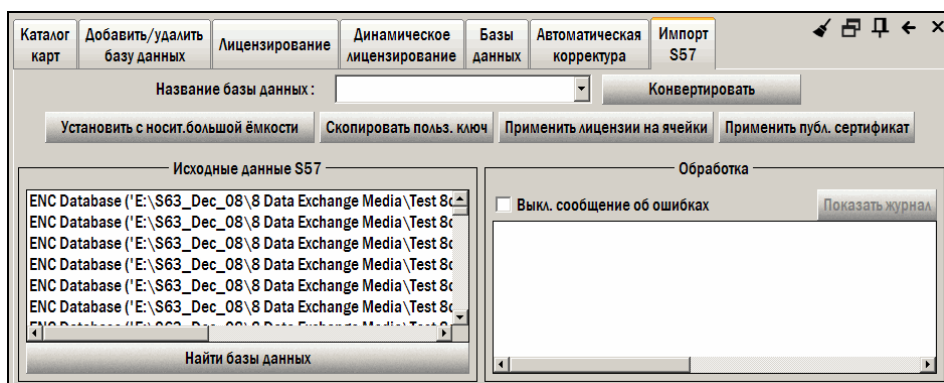 Каталог карт
Добавить/удалить базу данных
Лицензирование
Динамическое лицензирование
Базы данных
Автоматическая корректура
Импорт S57
Название базы данных :
Конвертировать
Установить с носит.большой ёмкости
Скопировать польз. ключ
Применить лицензии на ячейки
Применить публ. сертификат
Исходные данные S57
Обработка
ENC Database ('E:\S63_Dec_08\8 Data Exchange Media\Test 8
ENC Database ('E:\S63_Dec_08\8 Data Exchange Media\Test 8
ENC Database ('E:\S63_Dec_08\8 Data Exchange Media\Test 8
ENC Database ('E:\S63_Dec_08\8 Data Exchange Media\Test 8
ENC Database ('E:\S63_Dec_08\8 Data Exchange Media\Test 8
ENC Database ('E:\S63_Dec_08\8 Data Exchange Media\Test 8
Выкл. сообщение об ошибках
Показать журнал
Найти базы данных